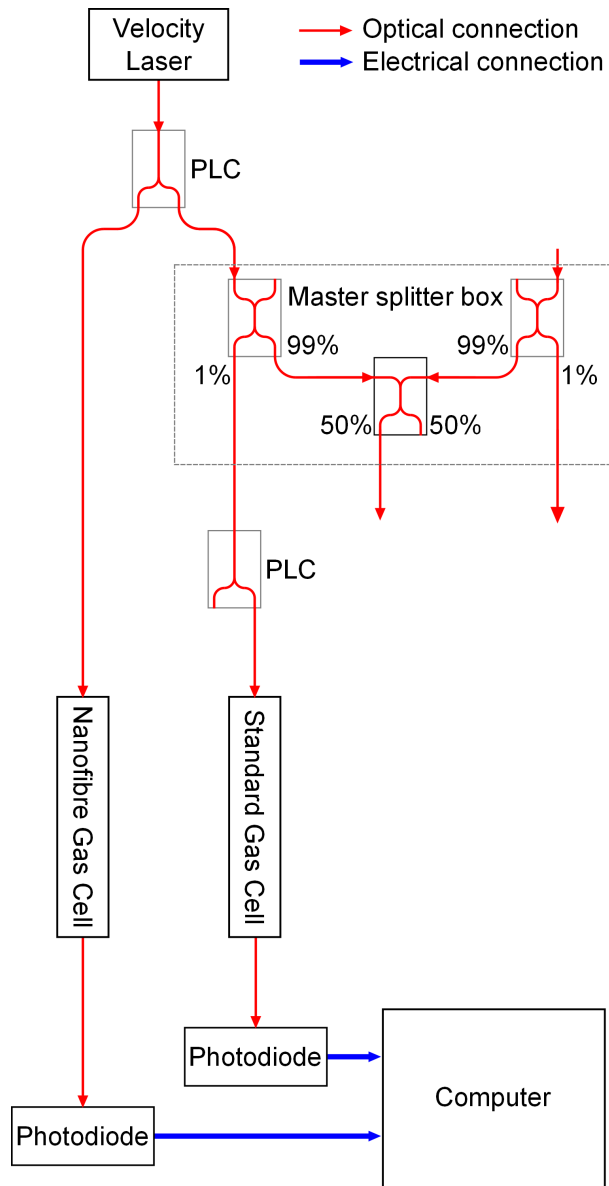 Velocity
Laser
Optical connection
Electrical connection
PLC
Master splitter box
99%
1%
99%
1%
50%
50%
PLC
Nanofibre Gas Cell
Standard Gas Cell
Photodiode
Computer
Photodiode